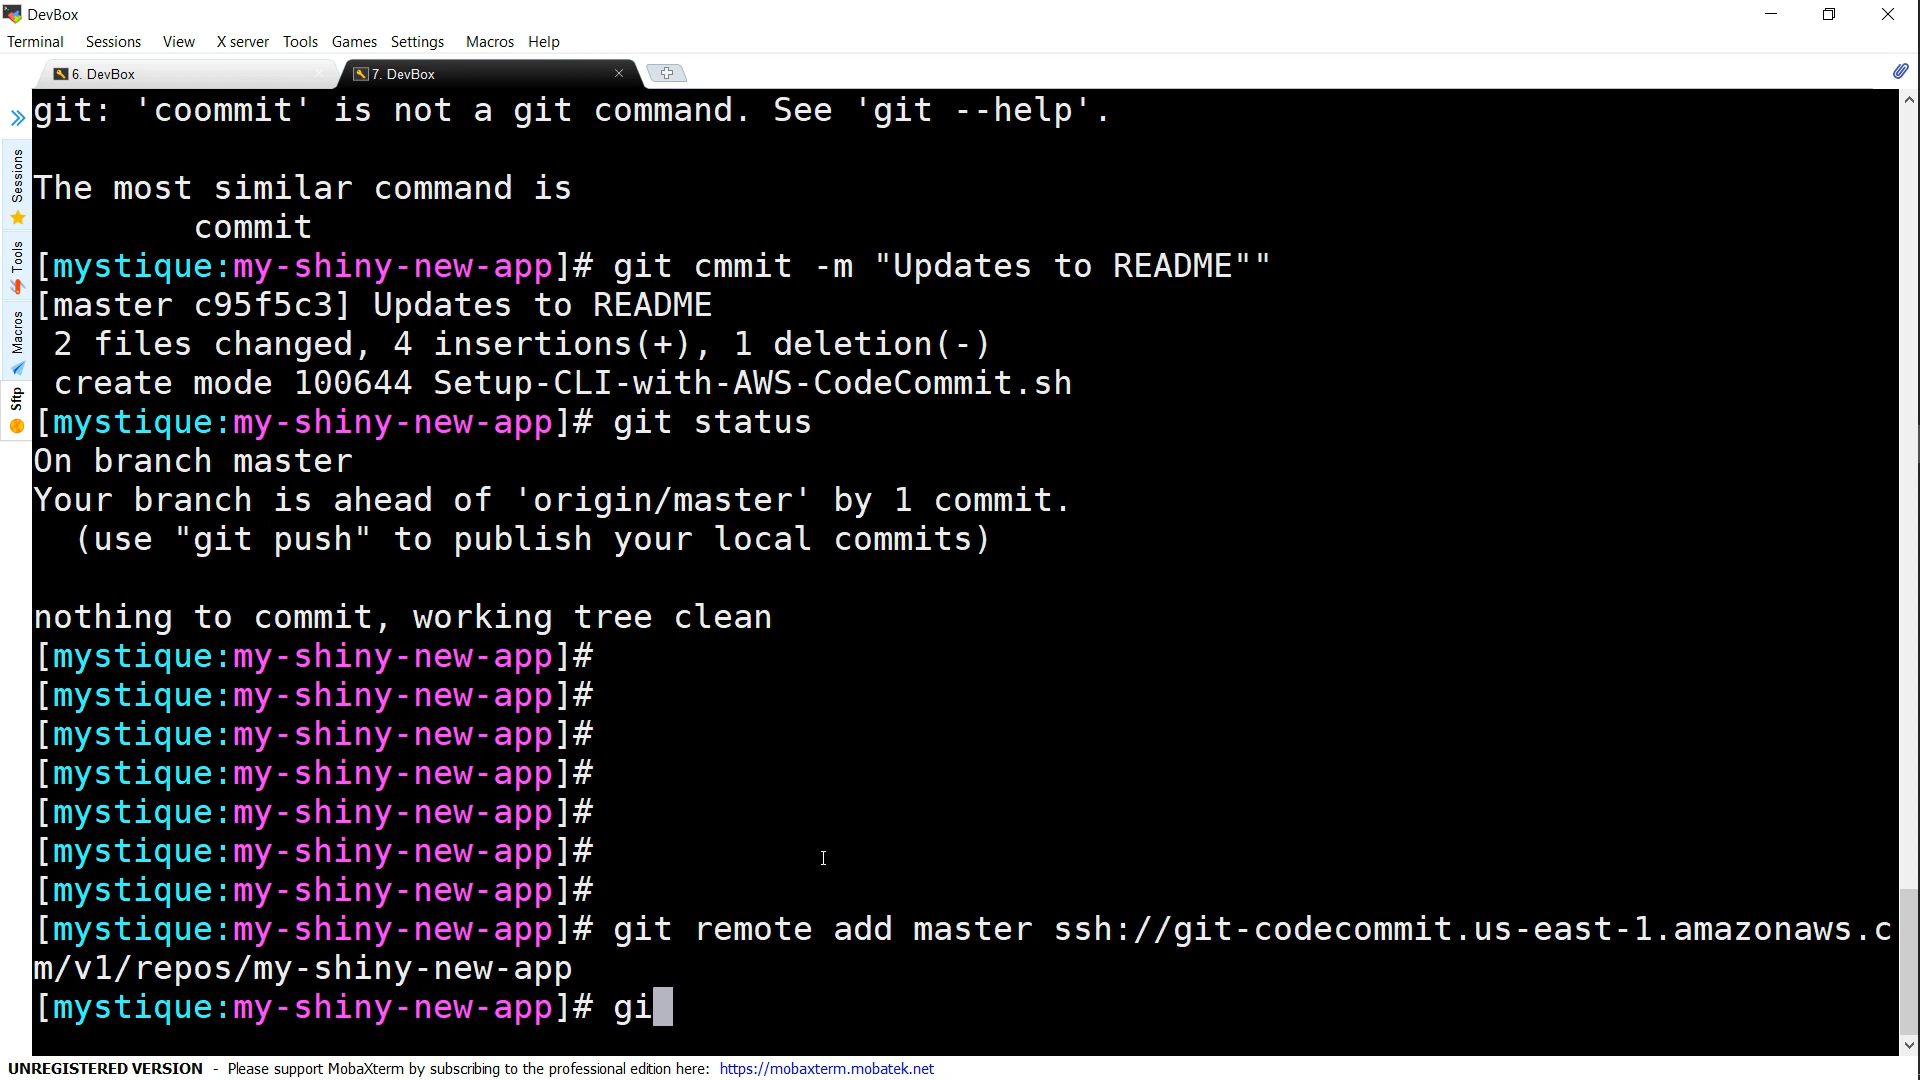 DevBox
Terminal Sessions View X server Tools Games Settings Macros Help
6. DevBox 7. DevBox
Sessions
Tools
Macros
Sftp
git: 'coommit' is not a git command. See 'git --help'.
The most similar command is
commit
[mystique:my-shiny-new-app]# git cmmit -m "Updates to README""
[master c95f5c3] Updates to README
2 files changed, 4 insertions(+), 1 deletion(-)
create mode 100644 Setup-CLI-with-AWS-CodeCommit.sh
[mystique:my-shiny-new-app]# git status
On branch master
Your branch is ahead of 'origin/master' by 1 commit.
(use "git push" to publish your local commits)
nothing to commit, working tree clean
[mystique:my-shiny-new-app]#
[mystique:my-shiny-new-app]#
[mystique:my-shiny-new-app]#
[mystique:my-shiny-new-app]#
[mystique:my-shiny-new-app]#
[mystique:my-shiny-new-app]#
[mystique:my-shiny-new-app]#
[mystique:my-shiny-new-app]# git remote add master ssh://git-codecommit.us-east-1.amazonaws.c
m/v1/repos/my-shiny-new-app
[mystique:my-shiny-new-app]# gi
UNREGISTERED VERSION - Please support MobaXterm by subscribing to the professional edition here: https://mobaxterm.mobatek.net